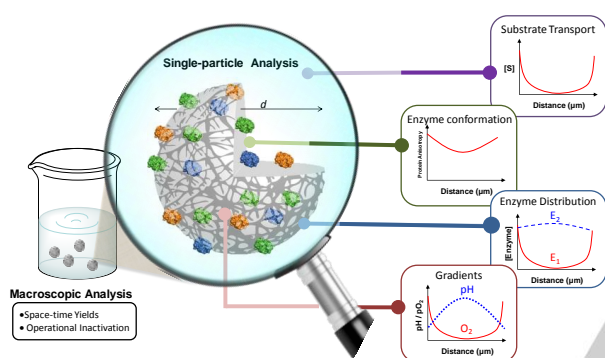 Single-particle Analysis
d
Macroscopic Analysis
•Space-time Yields
•Operational Inactivation
Substrate Transport
[S]
Distance (μm)
Enzyme conformation
Protein Anisotropy
Distance (μm)
Enzyme Distribution
[Enzyme]
E2
E1
Distance (μm)
Gradients
pH / pO2
pH
O2
Distance (μm)